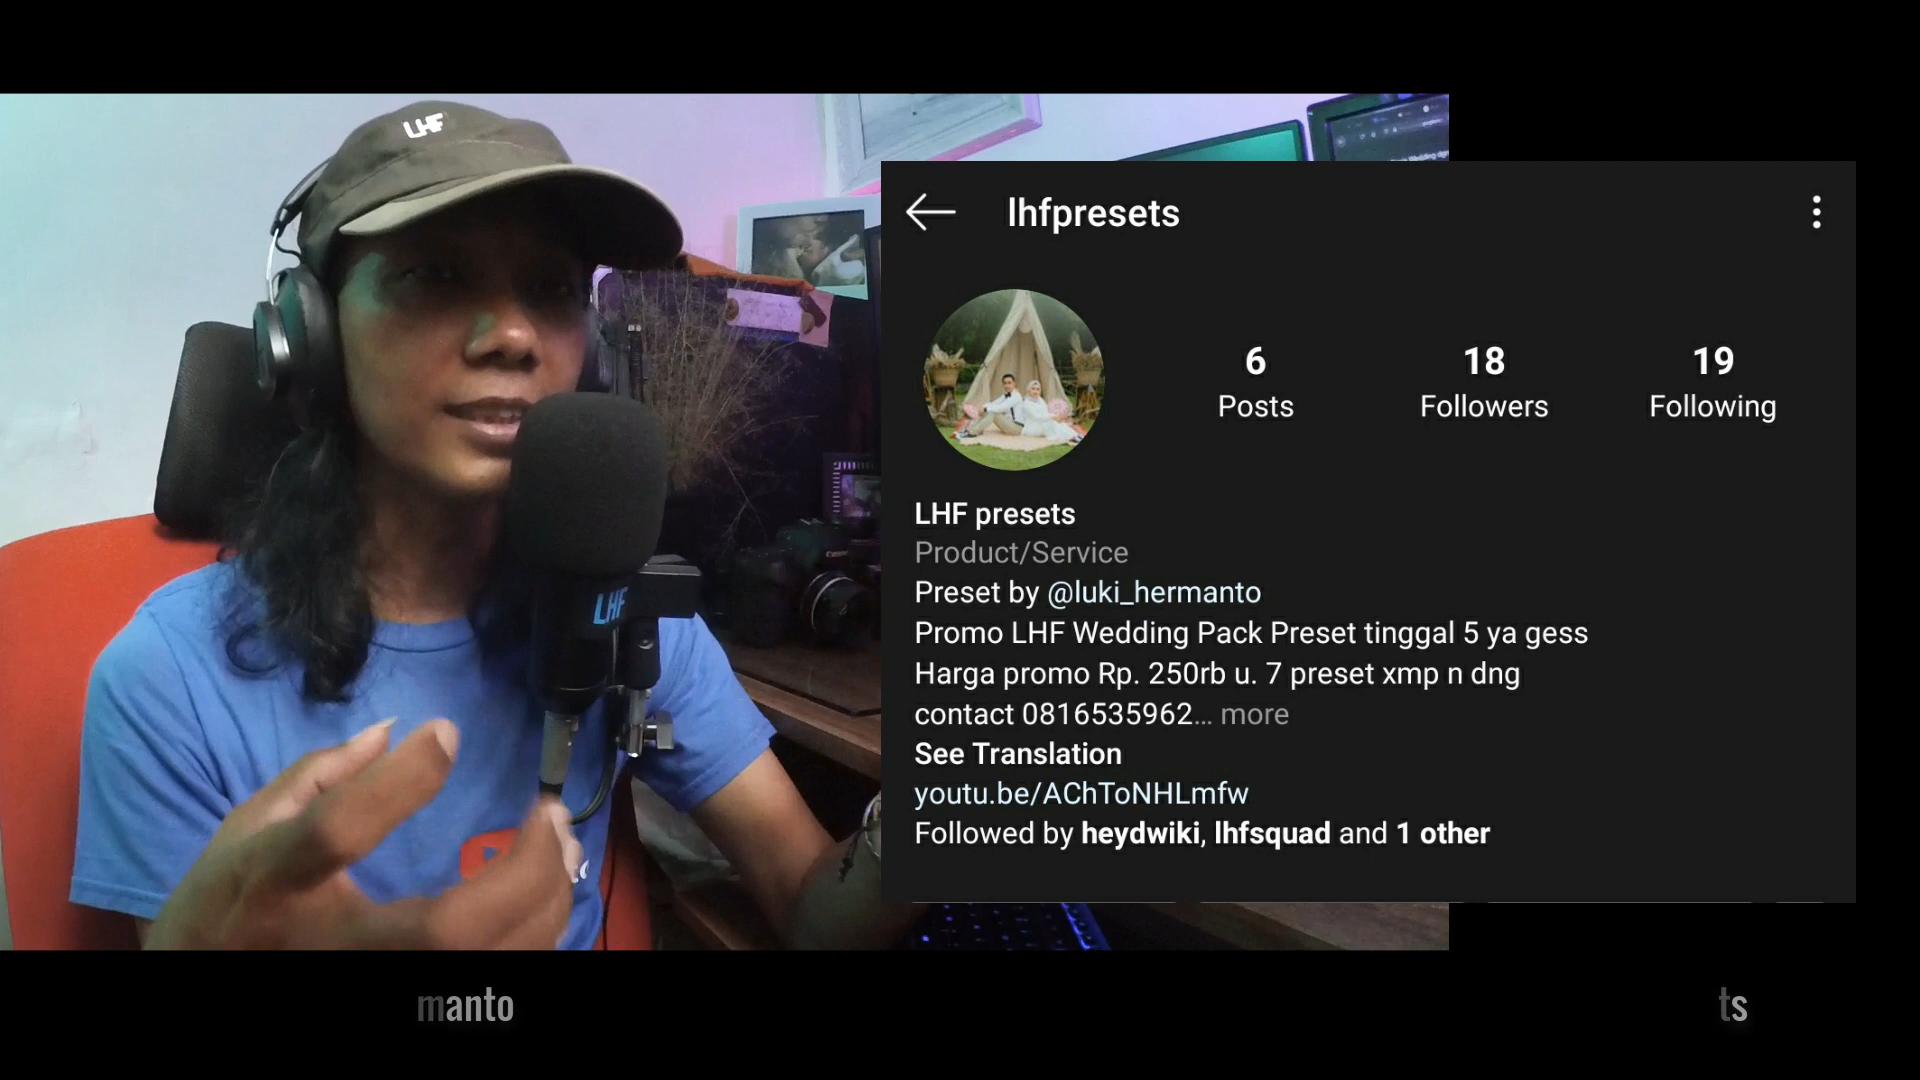 LHF
lhfpresets
6
Posts
18
Followers
19
Following
LHF presets
Product/Service
Preset by @luki_hermanto
Promo LHF Wedding Pack Preset tinggal 5 ya gess
Harga promo Rp. 250rb u. 7 preset xmp n dng
contact 0816535962... more
See Translation
youtu.be/AChToNHLmfw
Followed by heydwiki, lhfsquad and 1 other
LHF
manto
ts